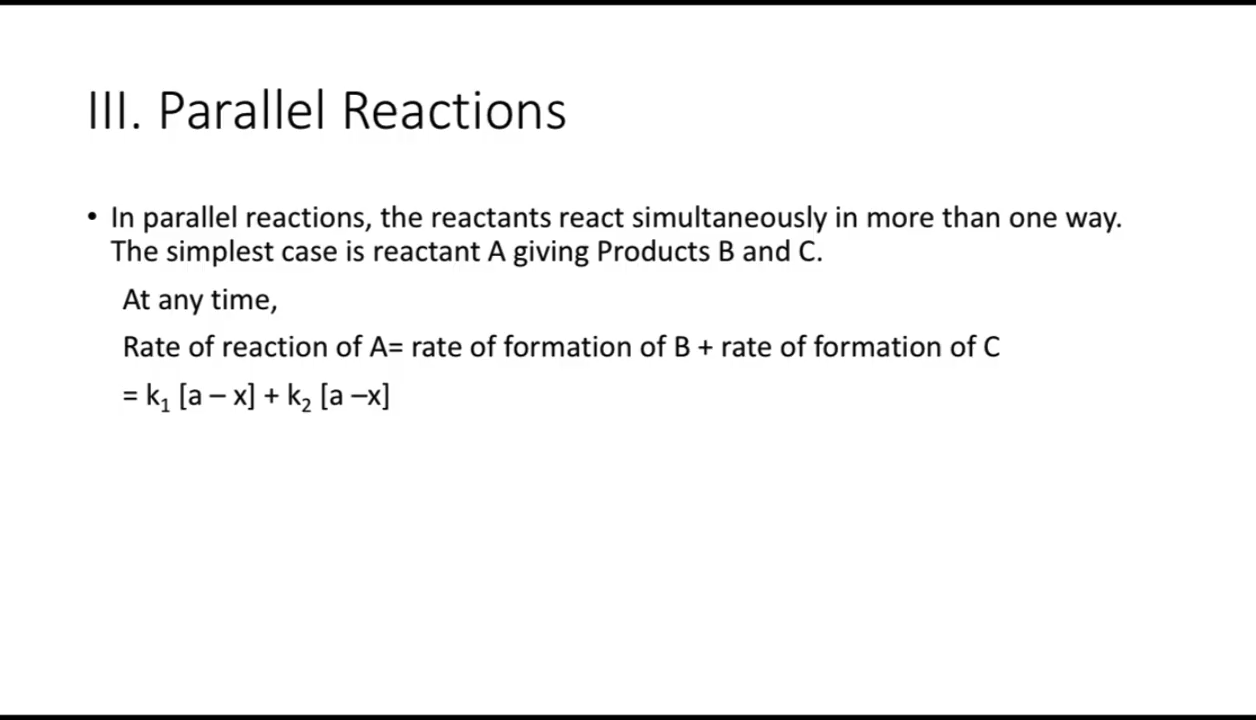 III. Parallel Reactions
• In parallel reactions, the reactants react simultaneously in more than one way.
The simplest case is reactant A giving Products B and C.
At any time,
Rate of reaction of A= rate of formation of B + rate of formation of C
= k₁ [a – x] + k₂ [a –x]